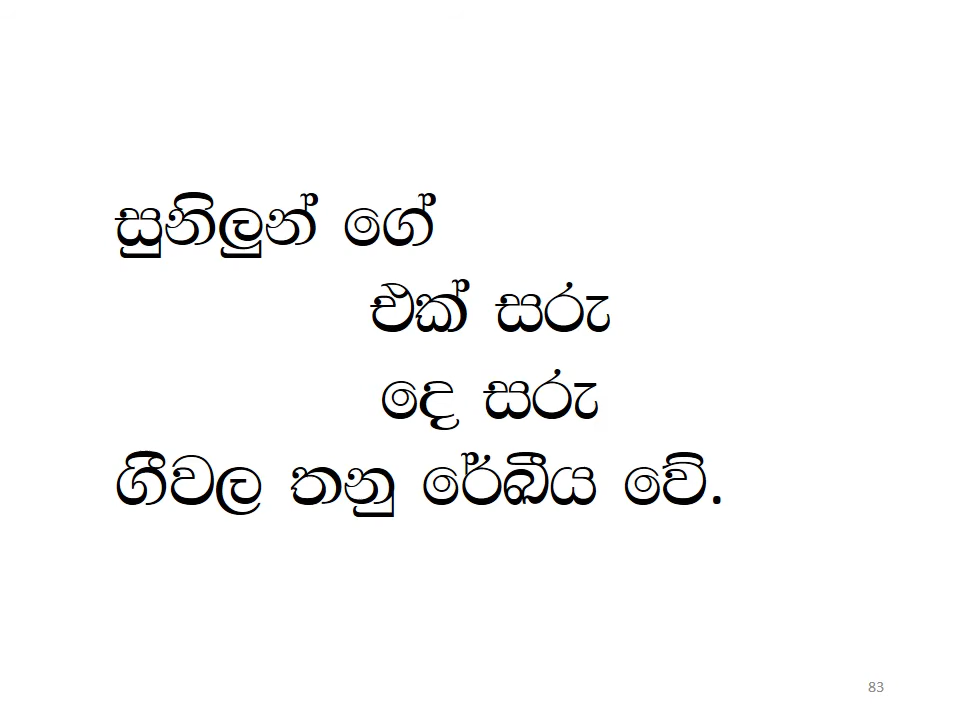 සුනිලුන් ගේ
එක් සරු
දෙ සරු
ගීවල තනු රේඛීය වේ.
83